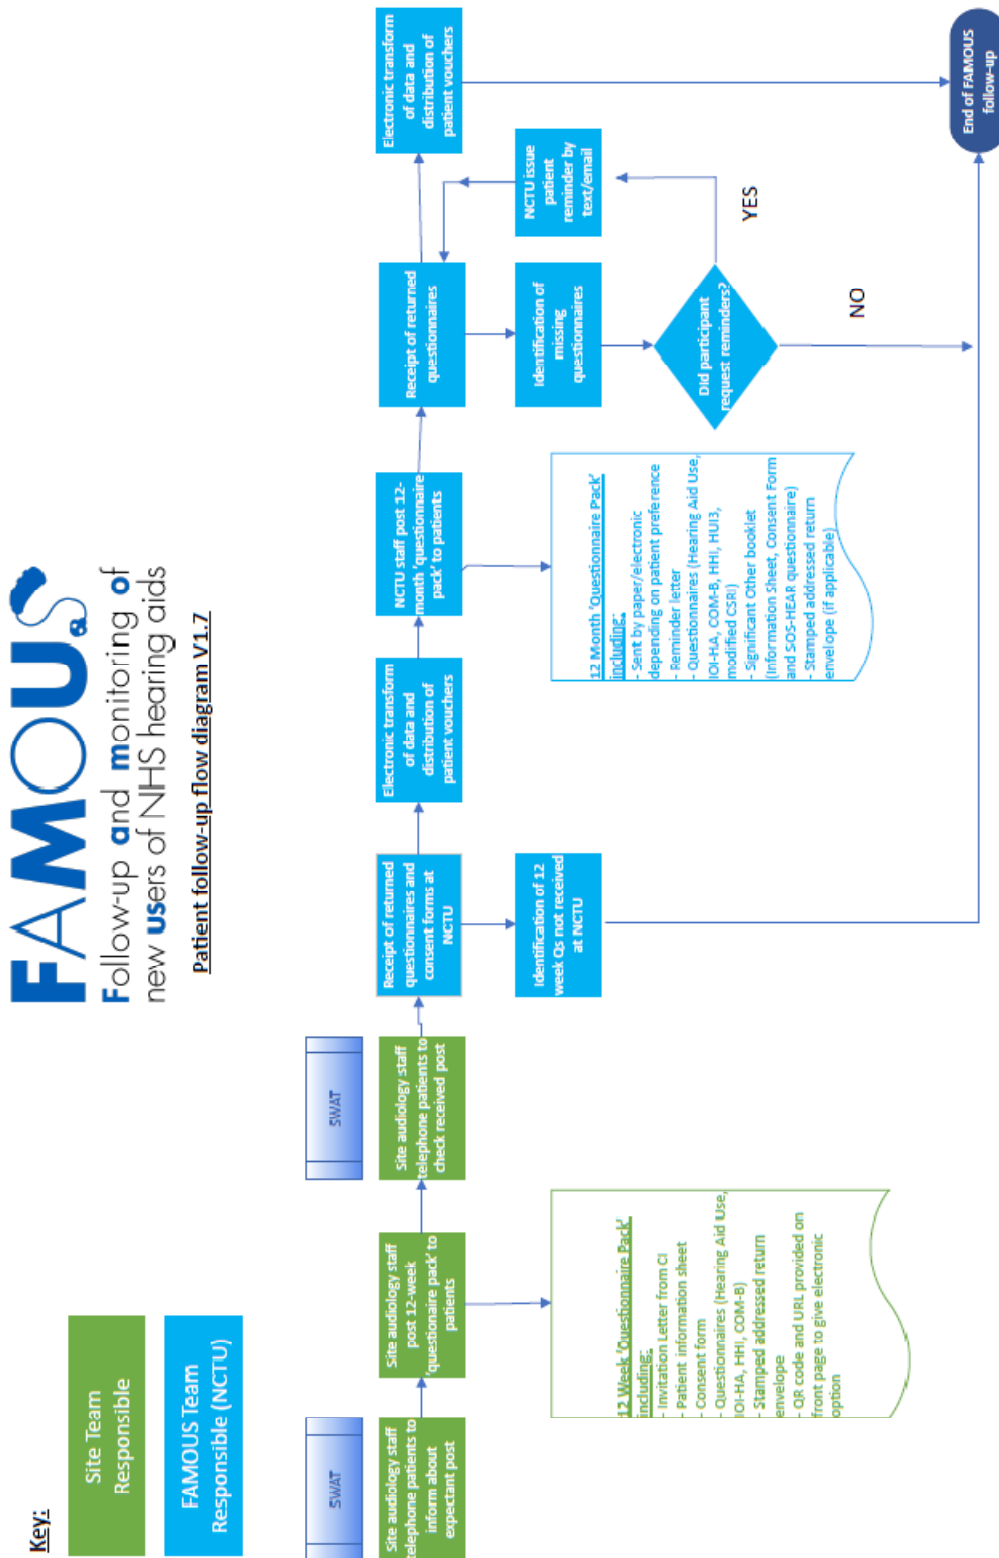 FAMOUS
Follow-up and monitoring of
new users of NHS hearing aids
Patient follow-up flow diagram V1.7
Key:
Site Team
Responsible
FAMOUS Team
Responsible (NCTU)
SWAT
Site audiology staff
telephone patients to
inform about
expectant post
Site audiology staff
post 12-week
'questionaire pack' to
patients
SWAT
Site audiology staff
telephone patients to
check received post
Receipt of returned
questionnaires and
consent forms at
NCTU
Electronic transform
of data and
distribution of
patient vouchers
NCTU staff post 12-
month 'questionnaire
pack' to patients
Receipt of returned
questionnaires
Electronic transform
of data and
distribution of
patient vouchers
12 Week 'Questionnaire Pack'
including:
- Invitation Letter from CI
- Patient information sheet
- Consent form
- Questionnaires (Hearing Aid Use,
IOI-HA, HHI, COM-B)
- Stamped addressed return
envelope
- QR code and URL provided on
front page to give electronic
option
Identification of 12
week Qs not received
at NCTU
12 Month 'Questionnaire Pack'
including:
- Sent by paper/electronic
depending on patient preference
- Reminder letter
- Questionnaires (Hearing Aid Use,
IOI-HA, COM-B, HHI, HUI3,
modified CSRI)
- Significant Other booklet
(Information Sheet, Consent Form
and SOS-HEAR questionnaire)
- Stamped addressed return
envelope (if applicable)
Identification of
missing
questionnaires
NCTU issue
patient
reminder by
text/email
Did participant
request reminders?
YES
NO
End of FAMOUS
follow-up